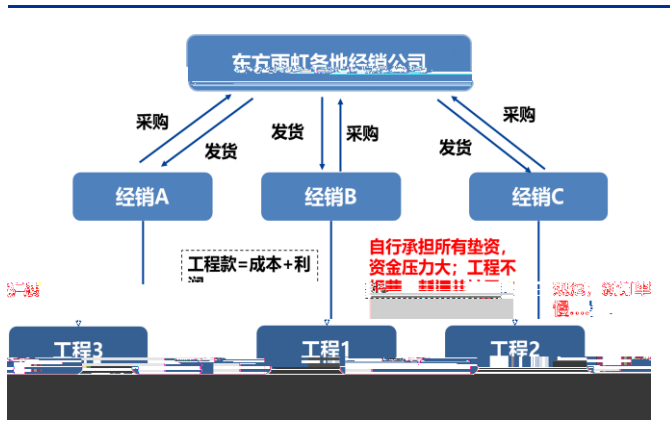 东方雨虹各地经销公司
采购
发货
发货
采购
采购
发货
经销A
经销B
经销C
工程款=成本+利
润
自行承担所有垫资，
资金压力大；工程不
慢....
工程3
工程1
工程2